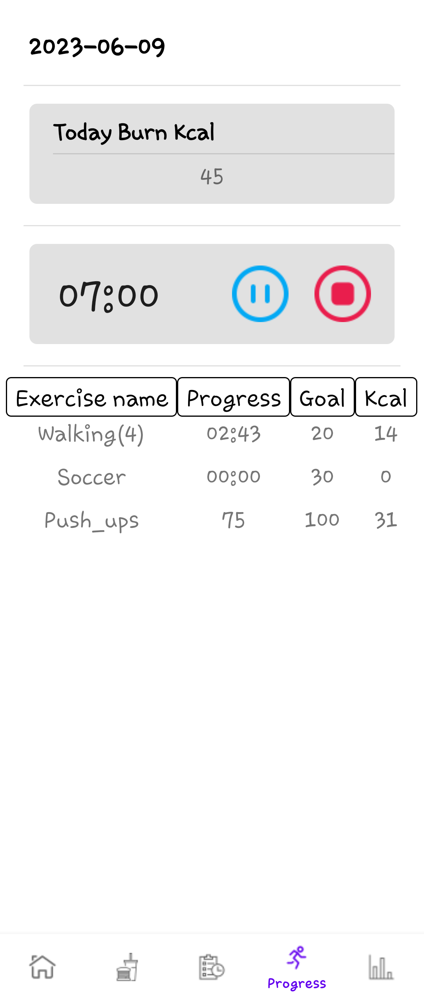 2023-06-09
Today Burn Kcal
45
07:00
Exercise name Progress Goal Kcal
Walking(4) 02:43 20 14
Soccer 00:00 30 0
Push_ups 75 100 31
Progress